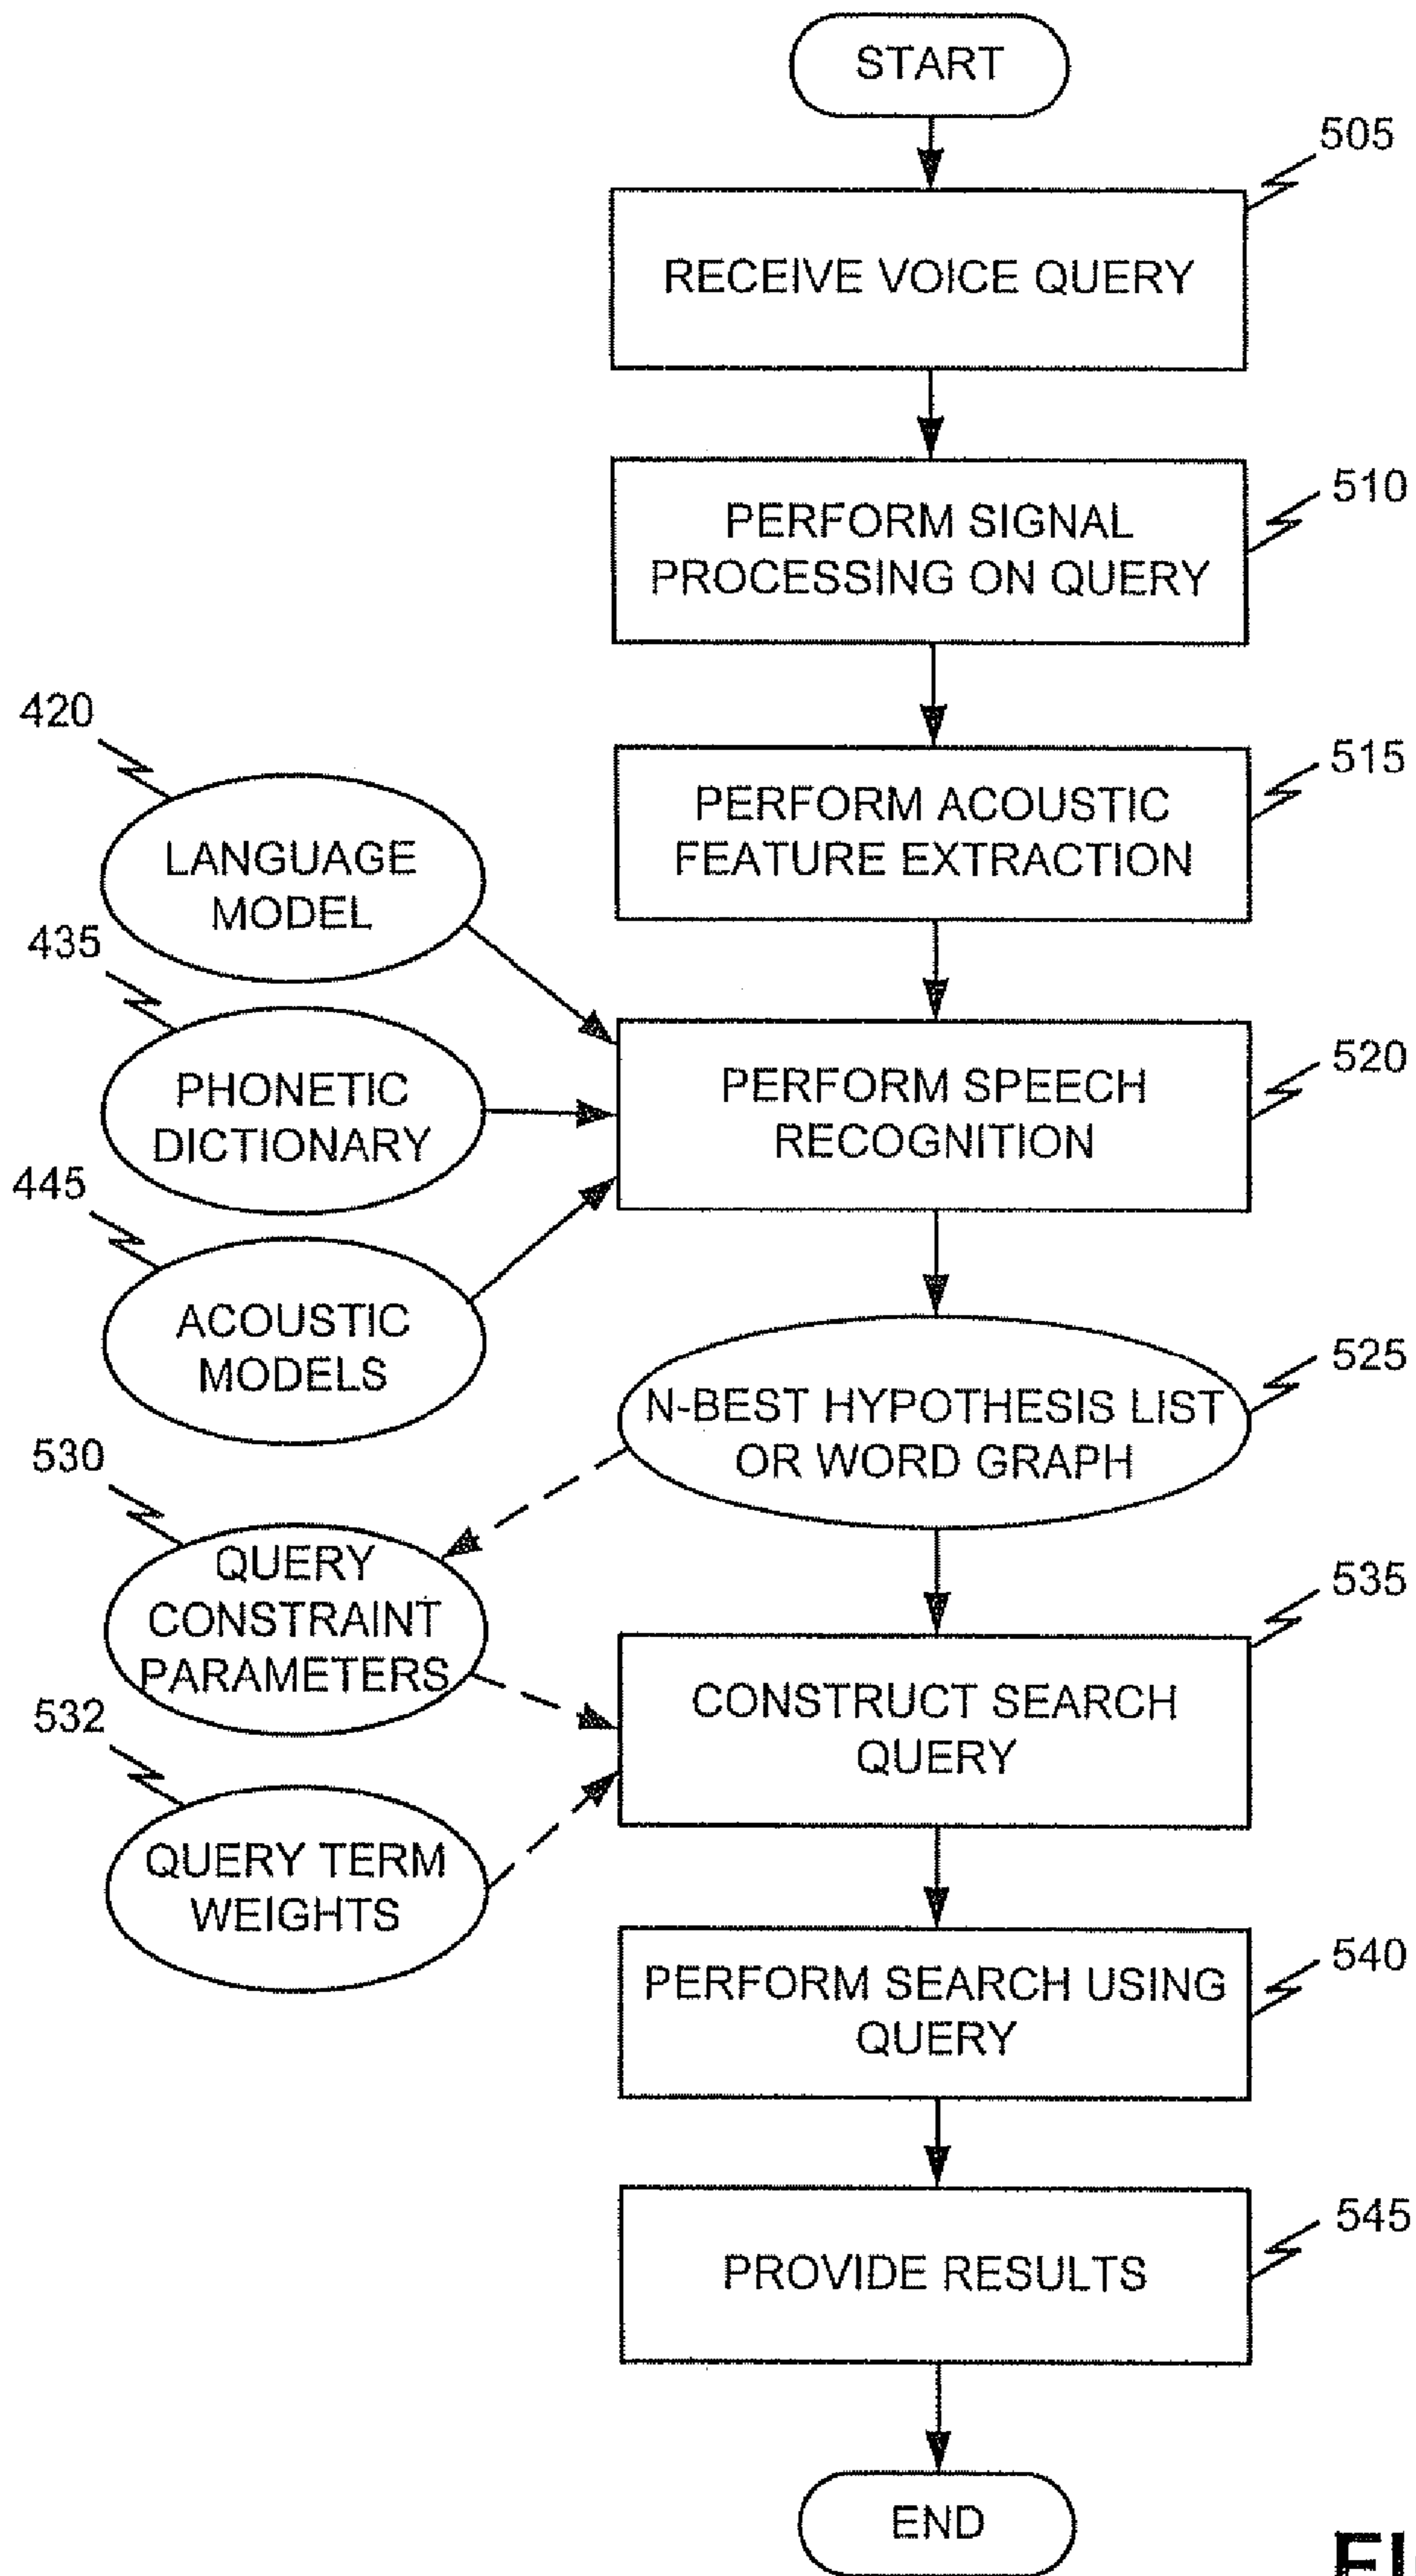 START
505
RECEIVE VOICE QUERY
510
PERFORM SIGNAL
PROCESSING ON QUERY
420
515
PERFORM ACOUSTIC
FEATURE EXTRACTION
LANGUAGE
MODEL
435
520
PERFORM SPEECH
RECOGNITION
PHONETIC
DICTIONARY
445
ACOUSTIC
MODELS
525
N-BEST HYPOTHESIS LIST
OR WORD GRAPH
530
QUERY
CONSTRAINT
PARAMETERS
535
CONSTRUCT SEARCH
QUERY
532
QUERY TERM
WEIGHTS
540
PERFORM SEARCH USING
QUERY
545
PROVIDE RESULTS
END